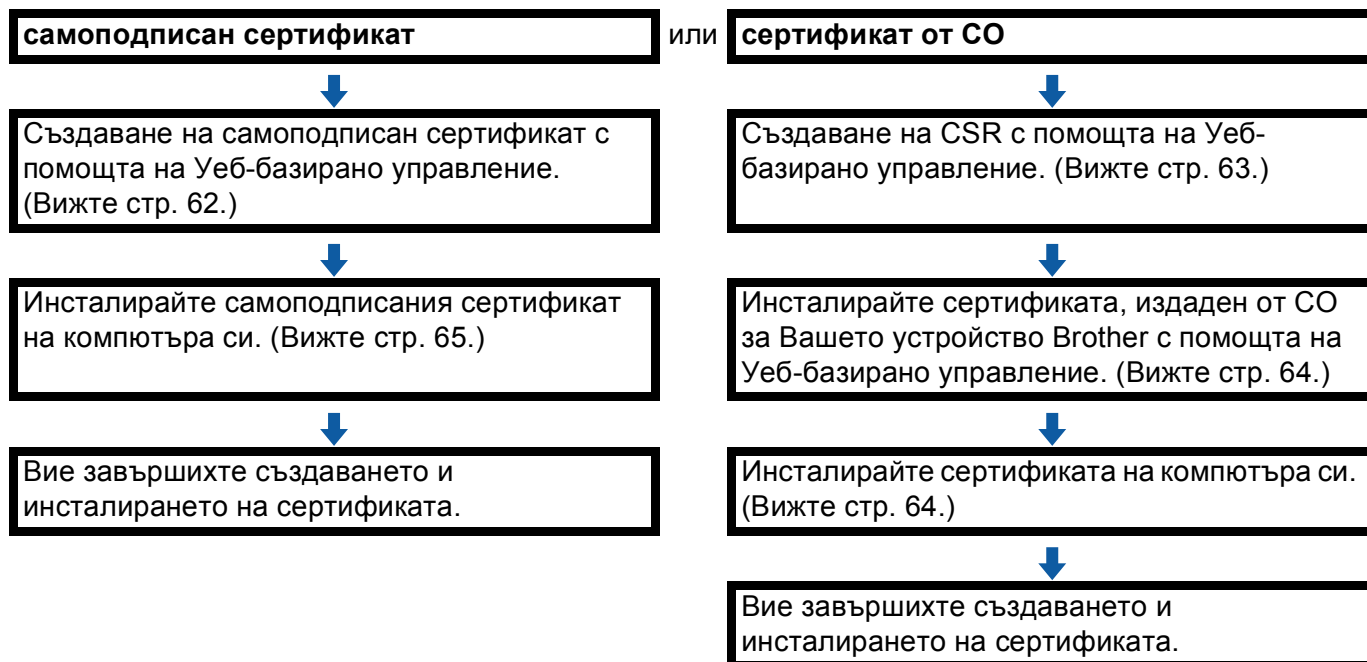 самоподписан сертификат
или
сертификат от CO
Създаване на самоподписан сертификат с
помощта на Уеб-базирано управление.
(Вижте стр. 62.)
Създаване на CSR с помощта на Уеб-
базирано управление. (Вижте стр. 63.)
Инсталирайте самоподписания сертификат
на компютъра си. (Вижте стр. 65.)
Инсталирайте сертификата, издаден от CO
за Вашето устройство Brother с помощта на
Уеб-базирано управление. (Вижте стр. 64.)
Вие завършихте създаването и
инсталирането на сертификата.
Инсталирайте сертификата на компютъра си.
(Вижте стр. 64.)
Вие завършихте създаването и
инсталирането на сертификата.